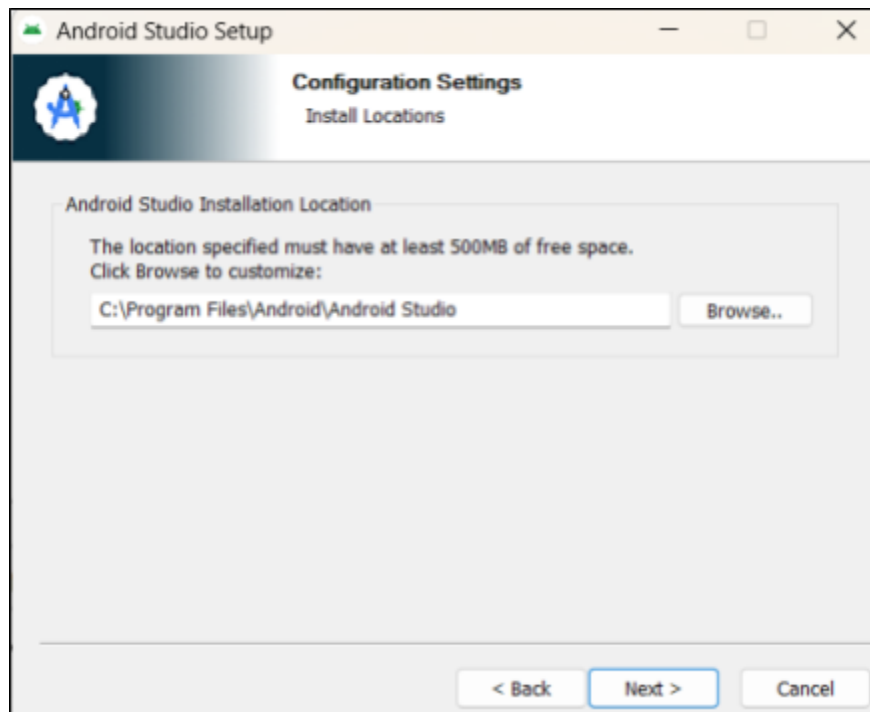 Android Studio Setup
Configuration Settings
Install Locations
Android Studio Installation Location
The location specified must have at least 500MB of free space.
Click Browse to customize:
C:\Program Files\Android\Android Studio
Browse..
< Back
Next >
Cancel